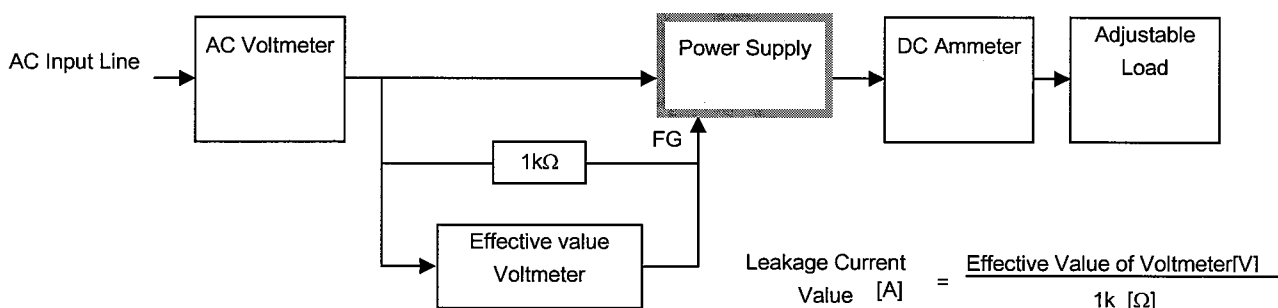 AC Input Line
AC Voltmeter
Power Supply
DC Ammeter
Adjustable
Load
FG
1kΩ
Effective value
Voltmeter
Leakage Current
Value [A]
=
Effective Value of Voltmeter[V]
1k [Ω]